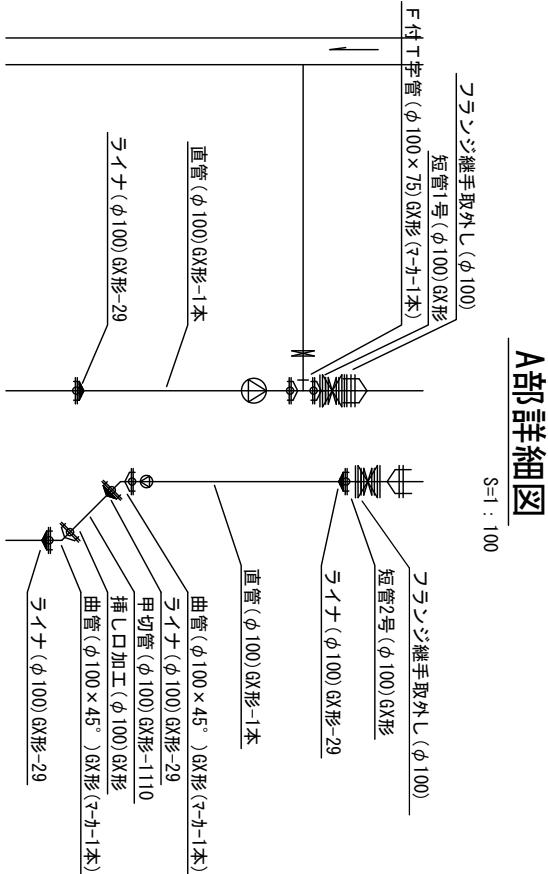 A部詳細図
S=1：100
フランジ継手取外し(φ100)
短管1号(φ100)GX形
F付T字管(φ100×75)GX形(マーカー1本)
直管(φ100)GX形-1本
ライナ(φ100)GX形-29
フランジ継手取外し(φ100)
短管2号(φ100)GX形
ライナ(φ100)GX形-29
直管(φ100)GX形-1本
曲管(φ100×45°)GX形(マーカー1本)
ライナ(φ100)GX形-29
甲切管(φ100)GX形-1110
挿し口加工(φ100)GX形
曲管(φ100×45°)GX形(マーカー1本)
ライナ(φ100)GX形-29